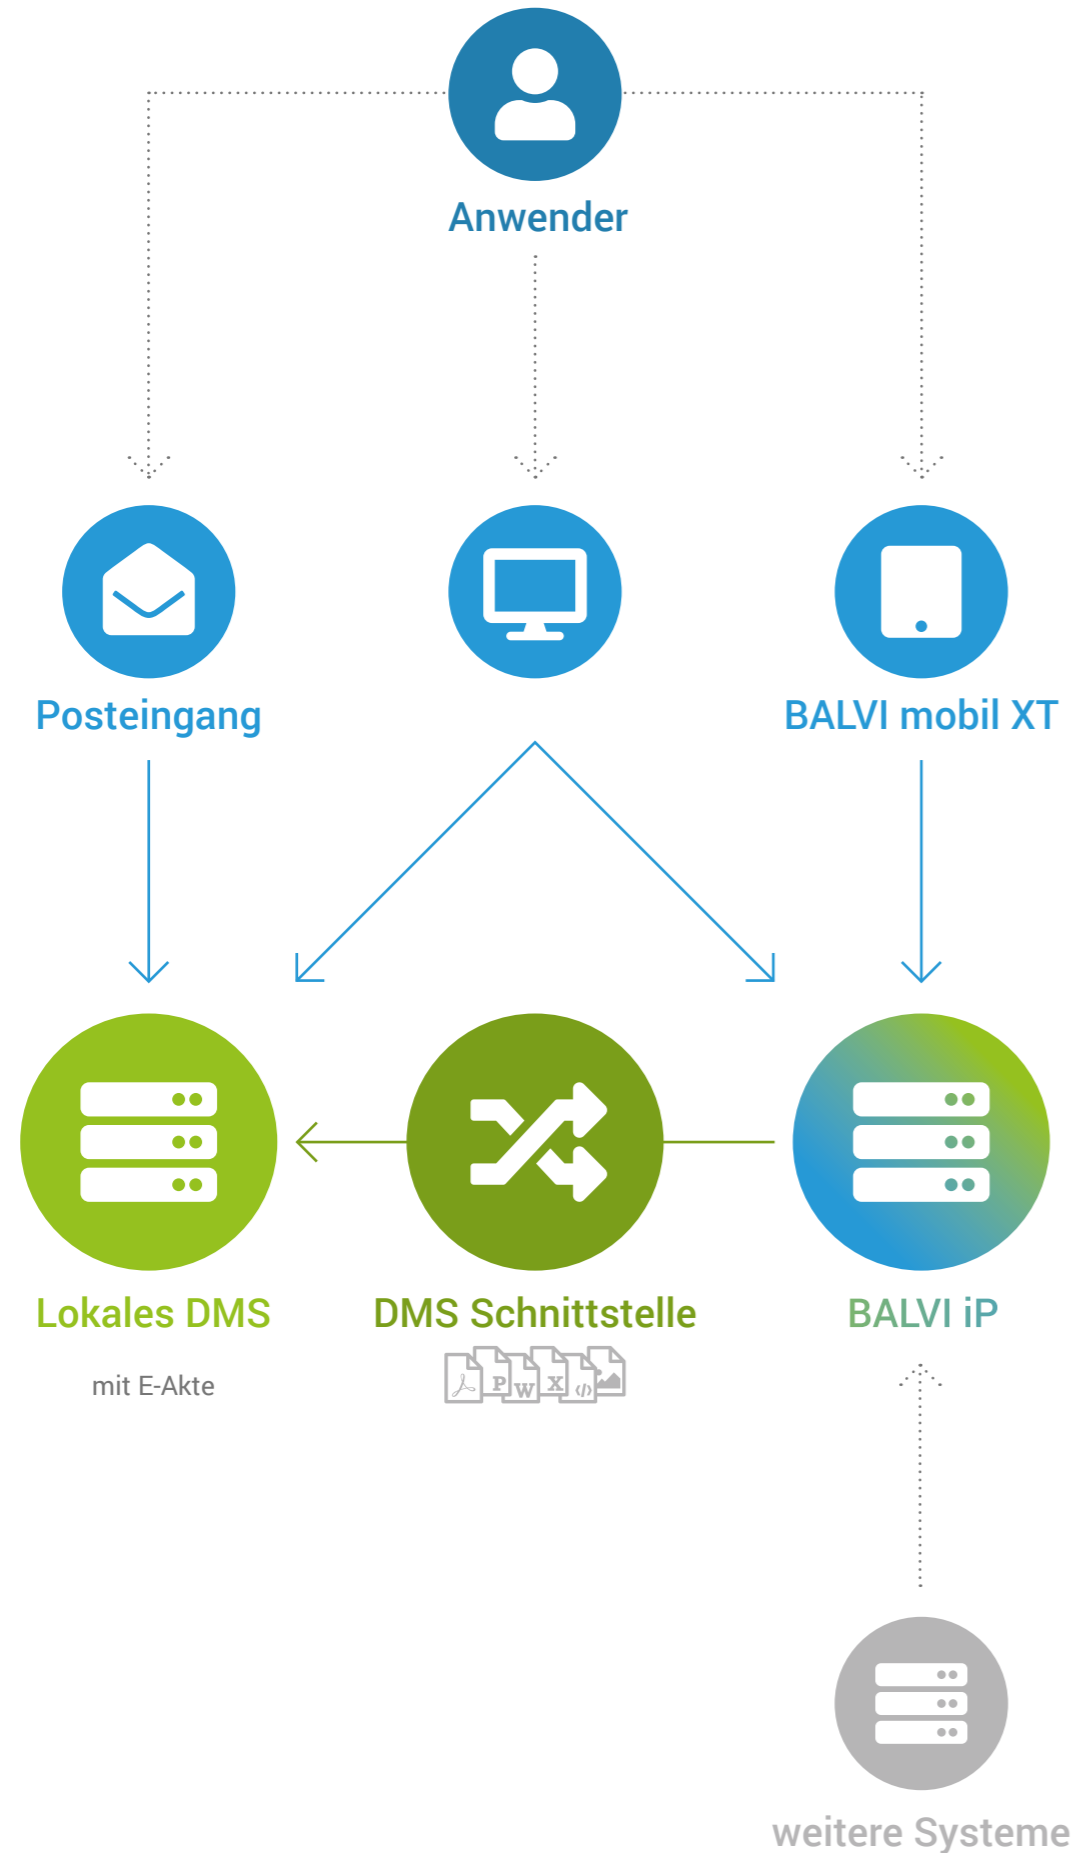 Anwender
Posteingang
BALVI mobil XT
Lokales DMS
mit E-Akte
DMS Schnittstelle
P
W
X
</>
BALVI iP
weitere Systeme